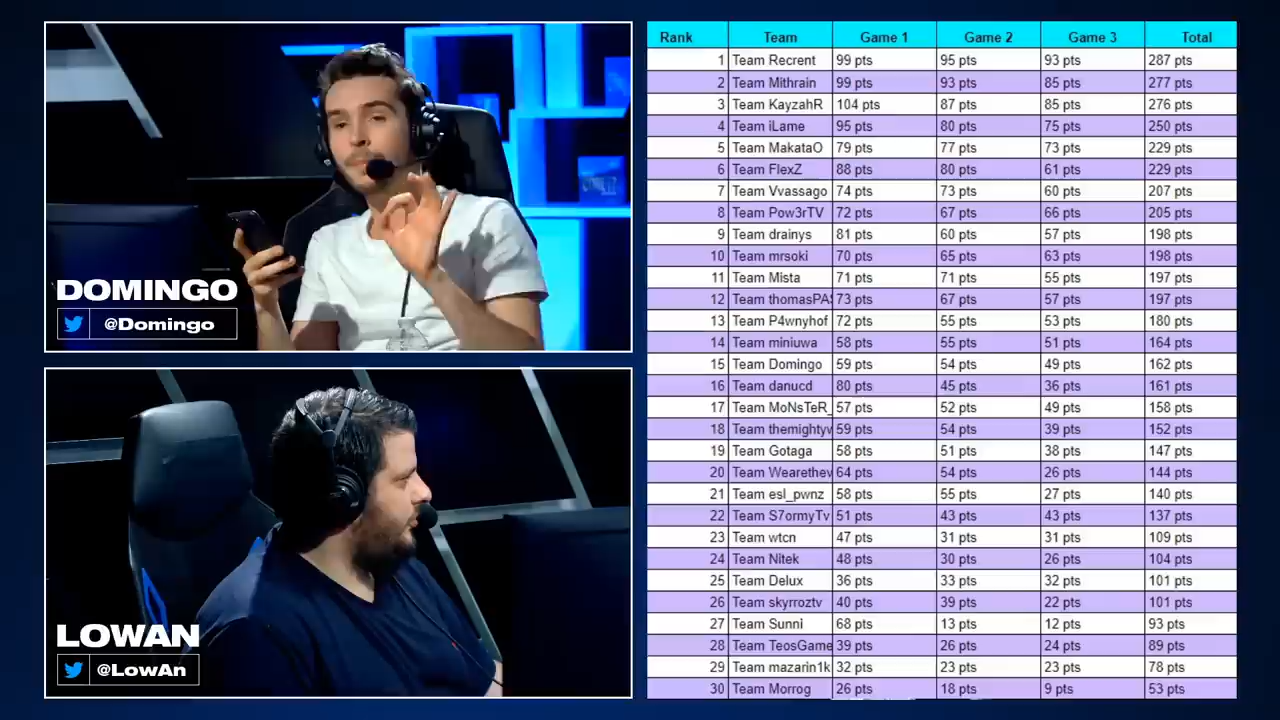 DOMINGO
@Domingo
LOWAN
@LowAn
Rank Team Game 1 Game 2 Game 3 Total
1 Team Recrent 99 pts 95 pts 93 pts 287 pts
2 Team Mithrain 99 pts 93 pts 85 pts 277 pts
3 Team KayzahR 104 pts 87 pts 85 pts 276 pts
4 Team iLame 95 pts 80 pts 75 pts 250 pts
5 Team MakataO 79 pts 77 pts 73 pts 229 pts
6 Team FlexZ 88 pts 80 pts 61 pts 229 pts
7 Team Vvassago 74 pts 73 pts 60 pts 207 pts
8 Team Pow3rTV 72 pts 67 pts 66 pts 205 pts
9 Team drainys 81 pts 60 pts 57 pts 198 pts
10 Team mrsoki 70 pts 65 pts 63 pts 198 pts
11 Team Mista 71 pts 71 pts 55 pts 197 pts
12 Team thomasPAS 73 pts 67 pts 57 pts 197 pts
13 Team P4wnyhof 72 pts 55 pts 53 pts 180 pts
14 Team miniuwa 58 pts 55 pts 51 pts 164 pts
15 Team Domingo 59 pts 54 pts 49 pts 162 pts
16 Team danucd 80 pts 45 pts 36 pts 161 pts
17 Team MoNsTeR_ 57 pts 52 pts 49 pts 158 pts
18 Team themightyw 59 pts 54 pts 39 pts 152 pts
19 Team Gotaga 58 pts 51 pts 38 pts 147 pts
20 Team Wearethev 64 pts 54 pts 26 pts 144 pts
21 Team esl_pwnz 58 pts 55 pts 27 pts 140 pts
22 Team S7ormyTv 51 pts 43 pts 43 pts 137 pts
23 Team wtcn 47 pts 31 pts 31 pts 109 pts
24 Team Nitek 48 pts 30 pts 26 pts 104 pts
25 Team Delux 36 pts 33 pts 32 pts 101 pts
26 Team skyrroztv 40 pts 39 pts 22 pts 101 pts
27 Team Sunni 68 pts 13 pts 12 pts 93 pts
28 Team TeosGame 39 pts 26 pts 24 pts 89 pts
29 Team mazarin1k 32 pts 23 pts 23 pts 78 pts
30 Team Morrog 26 pts 18 pts 9 pts 53 pts